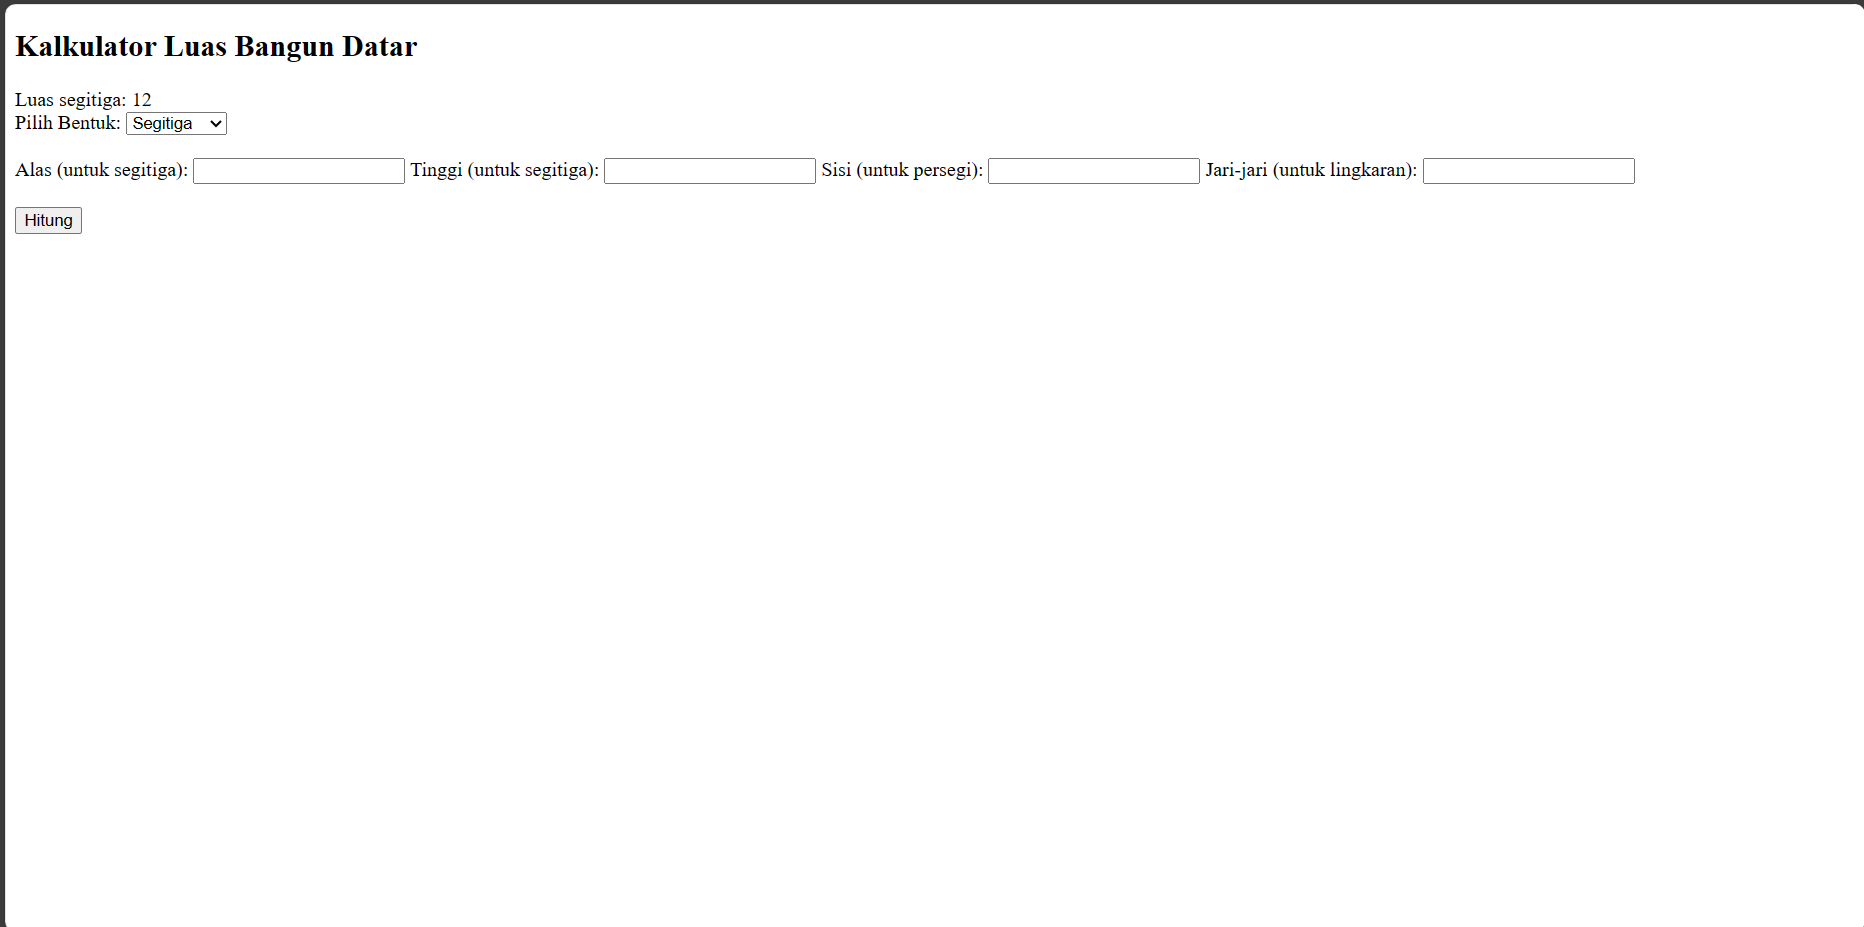 Kalkulator Luas Bangun Datar
Luas segitiga: 12
Pilih Bentuk: Segitiga
Alas (untuk segitiga): Tinggi (untuk segitiga): Sisi (untuk persegi): Jari-jari (untuk lingkaran):
Hitung